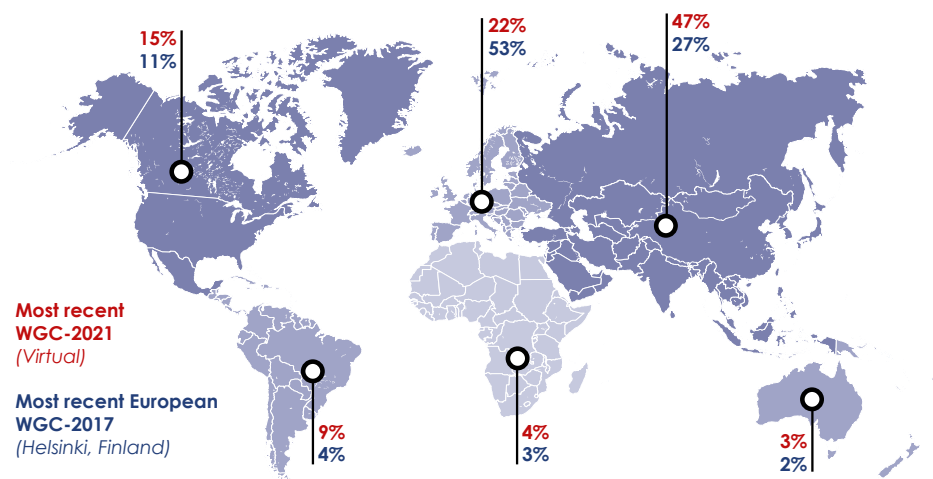 15%
11%
22%
53%
47%
27%
Most recent
WGC-2021
(Virtual)
Most recent European
WGC-2017
(Helsinki, Finland)
9%
4%
4%
3%
3%
2%